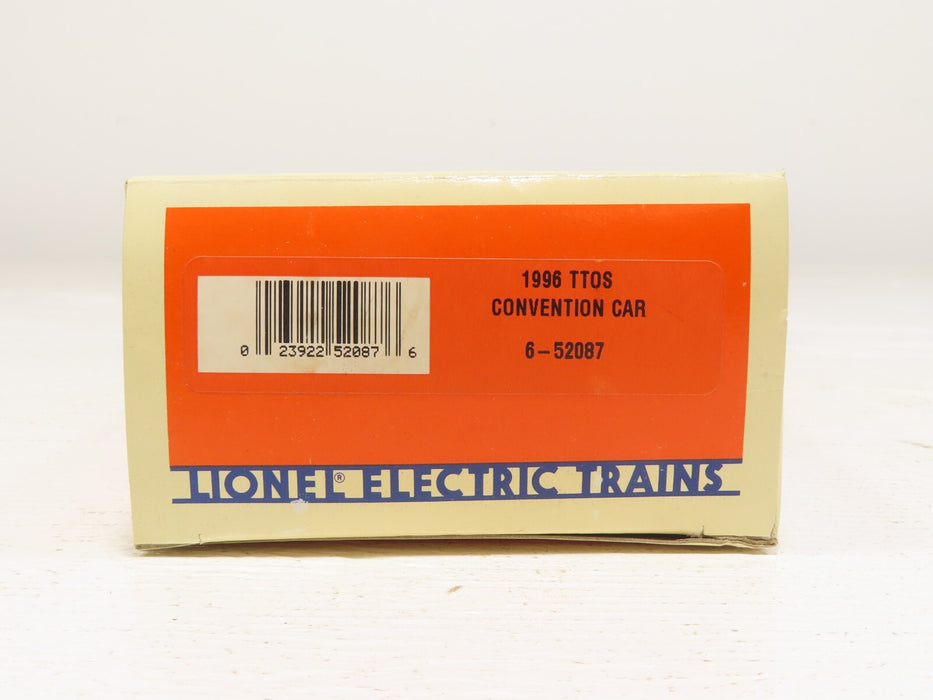 1996 TTOS
CONVENTION CAR
6-52087
0 23922 52087 6
LIONEL® ELECTRIC TRAINS